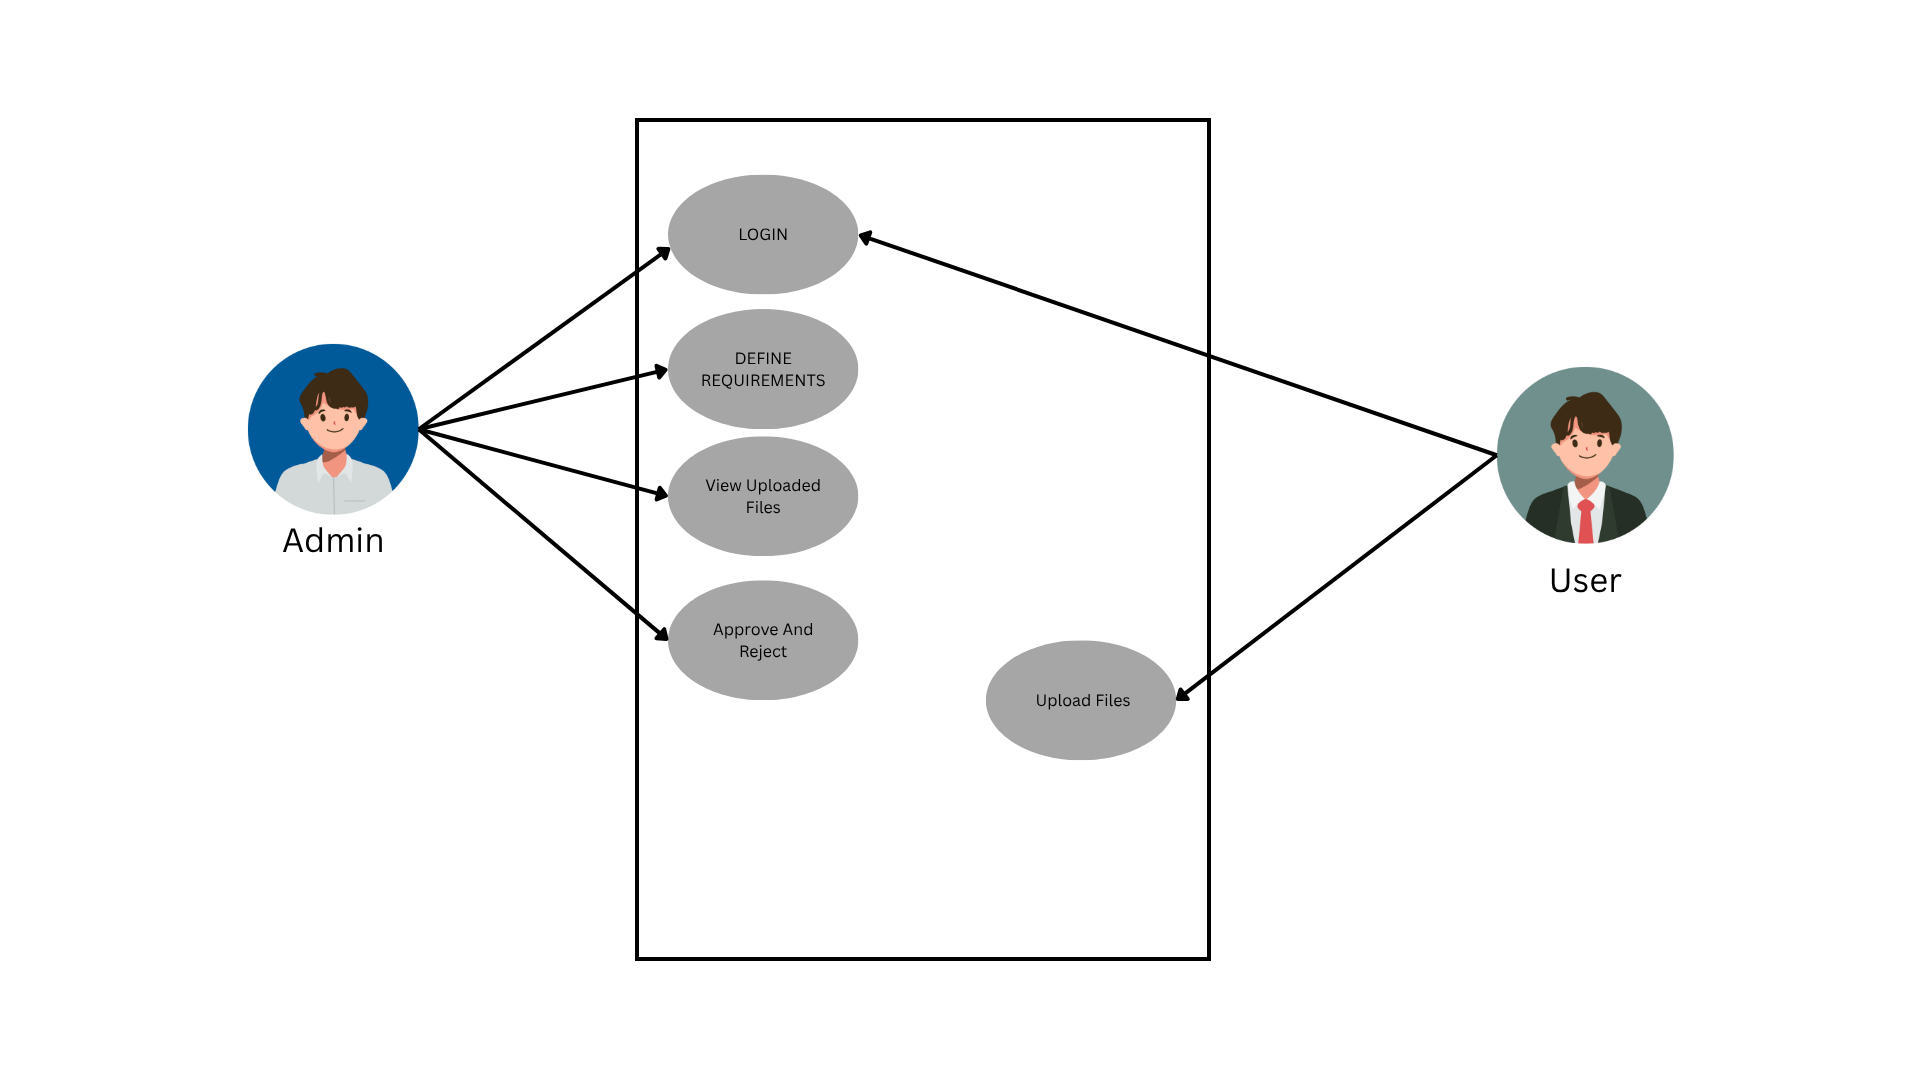 LOGIN
DEFINE
REQUIREMENTS
View Uploaded
Files
Admin
User
Approve And
Reject
Upload Files